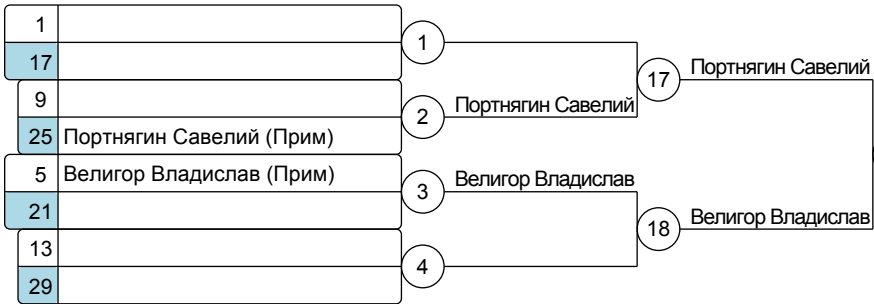 1
17
1
9
25 Портнягин Савелий (Прим)
2 Портнягин Савелий
17 Портнягин Савелий
5 Велигор Владислав (Прим)
21
3 Велигор Владислав
18 Велигор Владислав
13
29
4